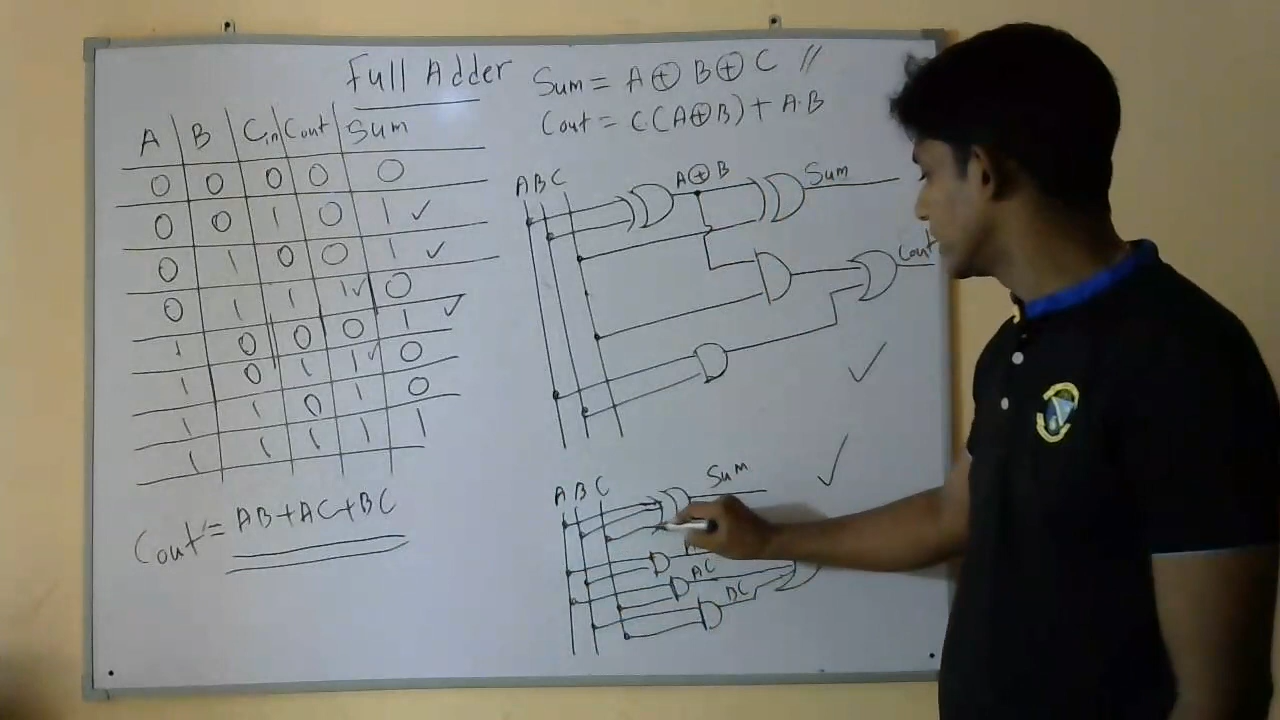 Full Adder
Sum = A ⊕ B ⊕ C //
Cout = C(A⊕B) + A.B
A B Cin Cout Sum
0 0 0 0 0
0 0 1 0 1 ✓
0 1 0 0 1 ✓
0 1 1 1✓ 0
1 0 0 0 1 ✓
1 0 1 1✓ 0
1 1 0 1 0
1 1 1 1 1
Cout = AB+AC+BC
A B C
A ⊕ B
Sum
Cout
A B C
Sum
AC
BC